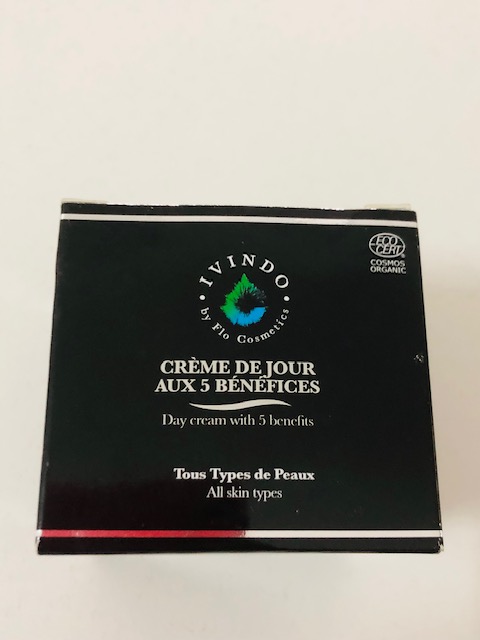 ECO
CERT
COSMOS
ORGANIC
• IVINDO •
by Flo Cosmetics
CRÈME DE JOUR
AUX 5 BÉNÉFICES
Day cream with 5 benefits
Tous Types de Peaux
All skin types